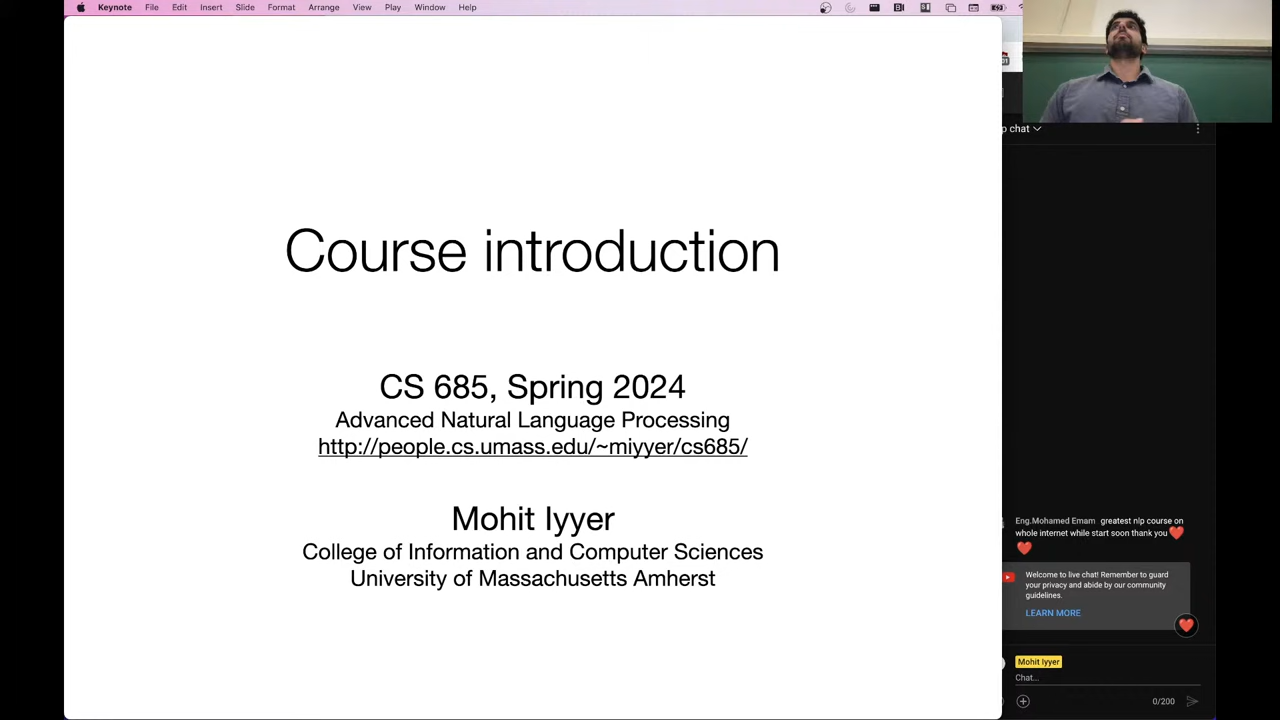 Keynote File Edit Insert Slide Format Arrange View Play Window Help
Course introduction
CS 685, Spring 2024
Advanced Natural Language Processing
http://people.cs.umass.edu/~miyyer/cs685/
Mohit Iyyer
College of Information and Computer Sciences
University of Massachusetts Amherst
p chat
Eng.Mohamed Emam greatest nlp course on
whole internet while start soon thank you❤️
❤️
Welcome to live chat! Remember to guard
your privacy and abide by our community
guidelines.
LEARN MORE
Mohit Iyyer
Chat...
0/200